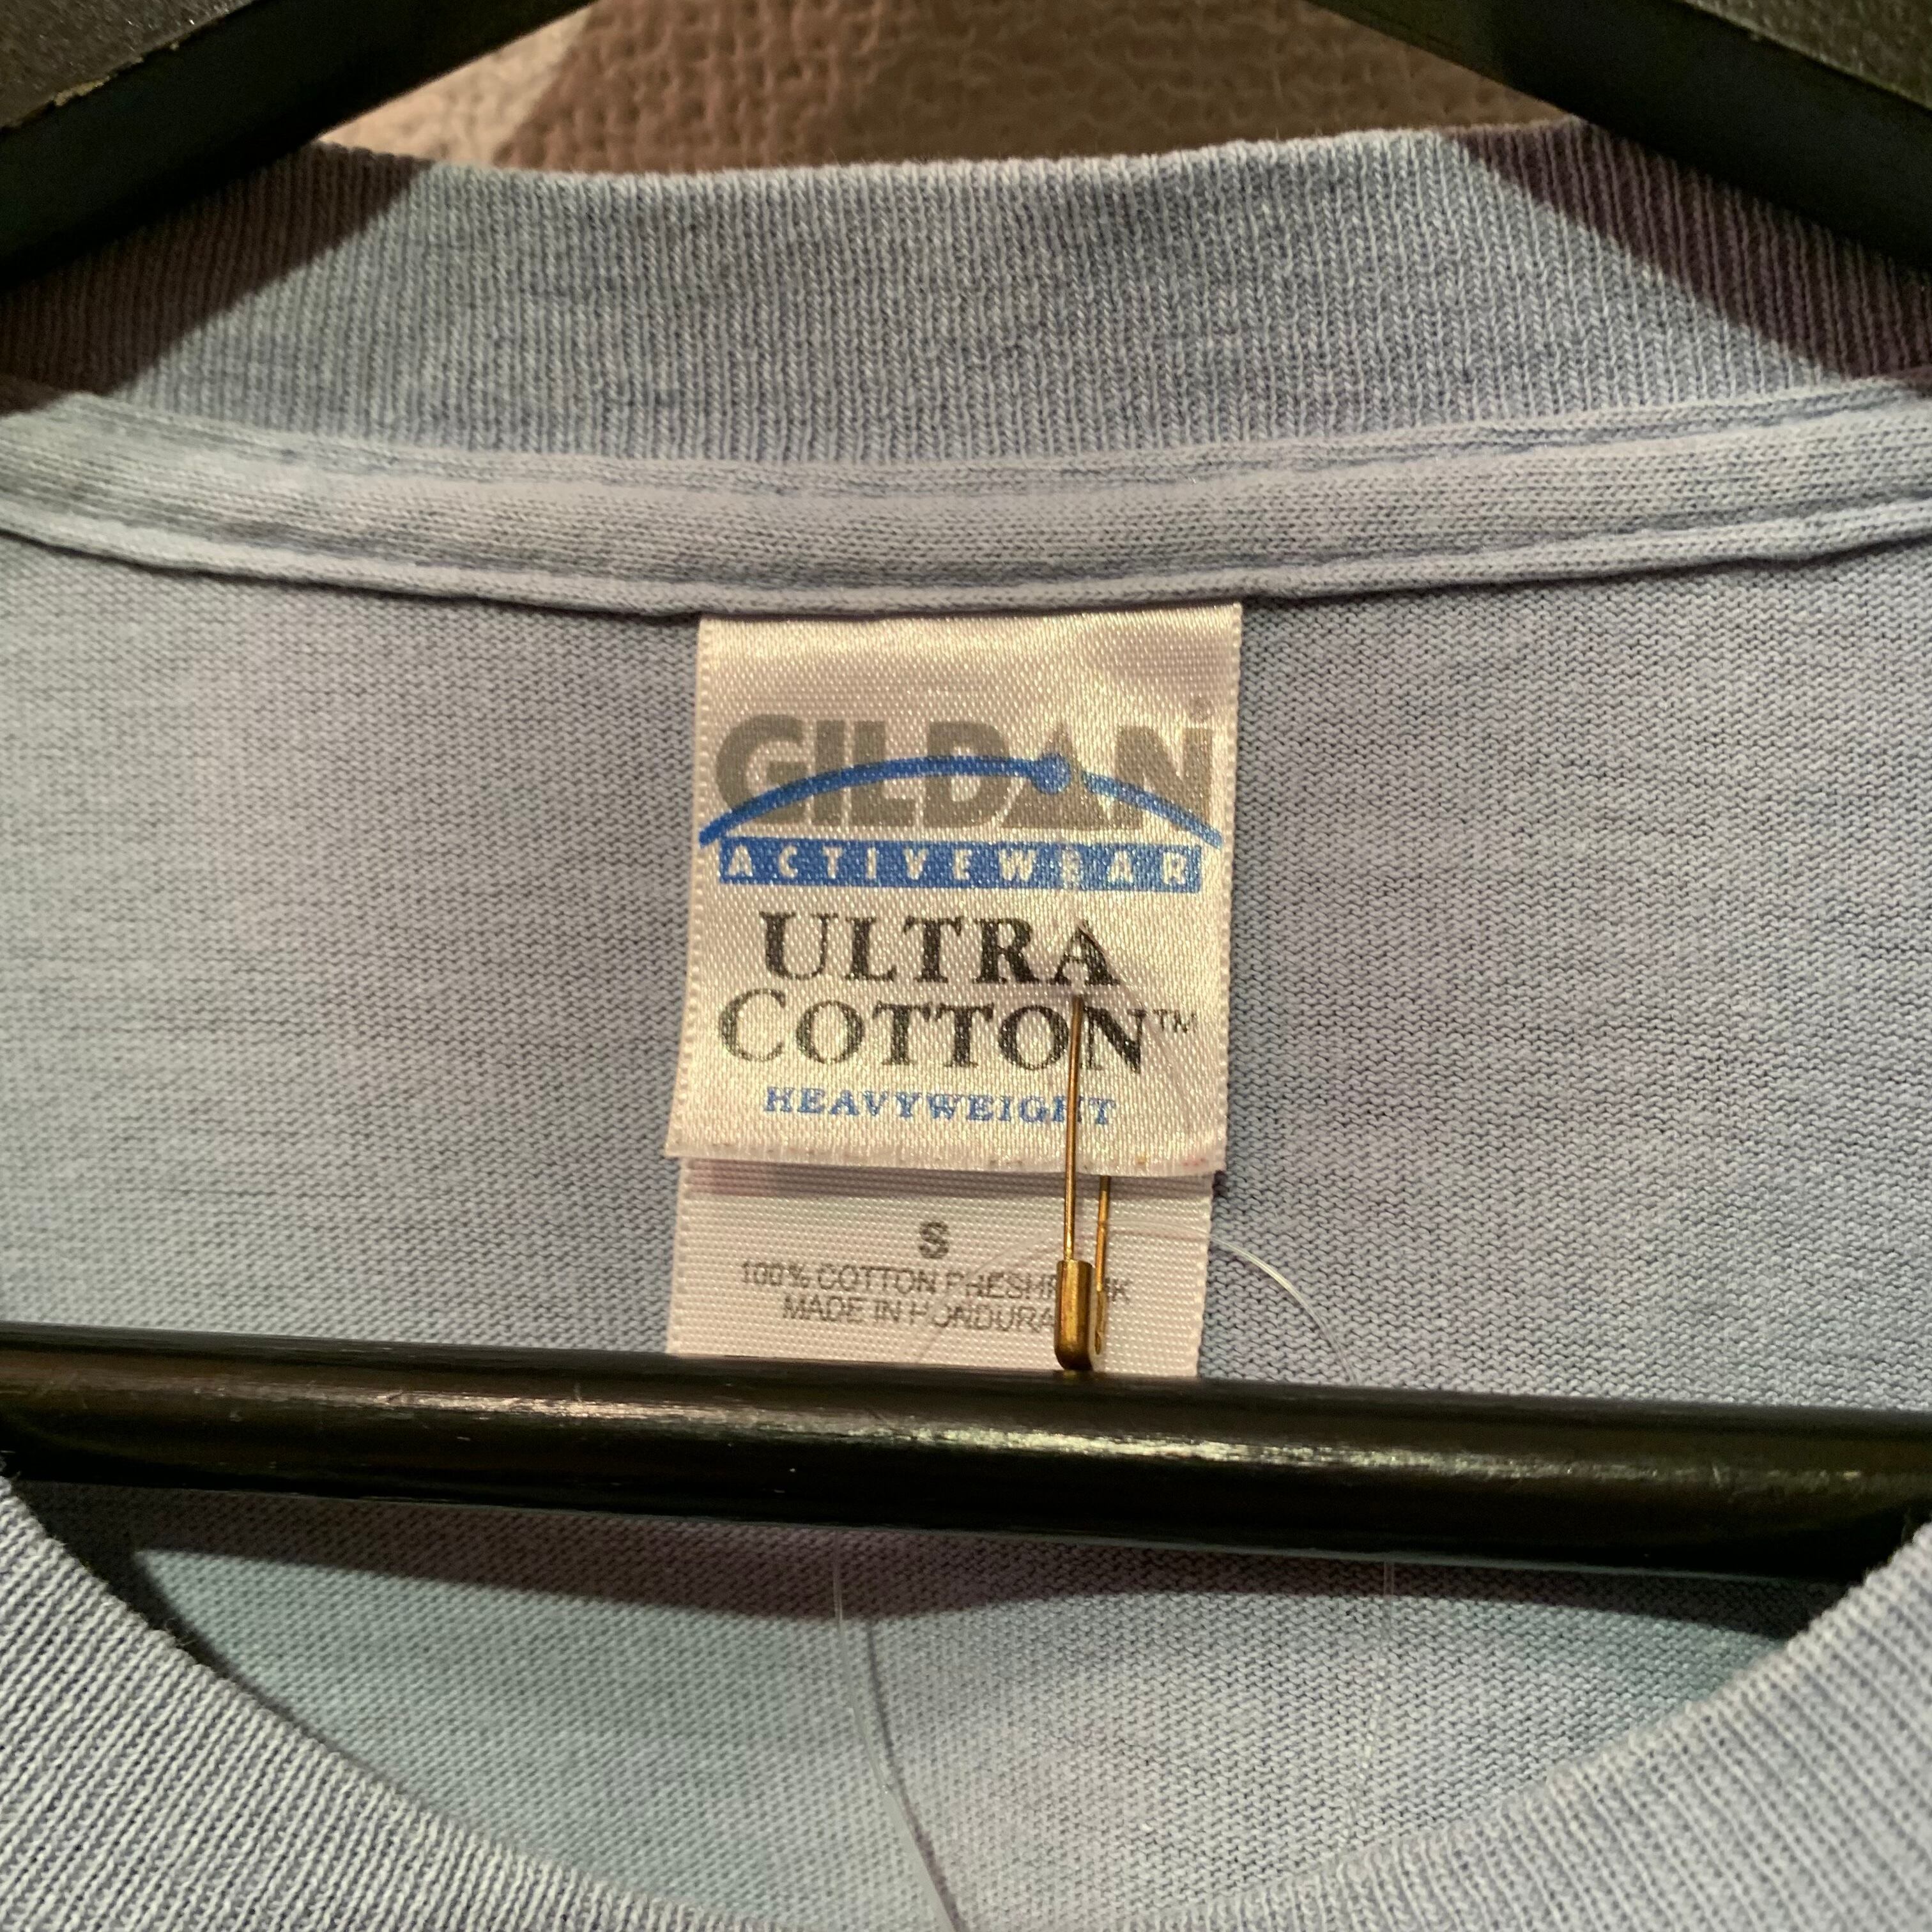 GILDAN
ACTIVEWEAR
ULTRA
COTTON™
HEAVYWEIGHT
S
100% COTTON PRESHRUNK
MADE IN HONDURAS